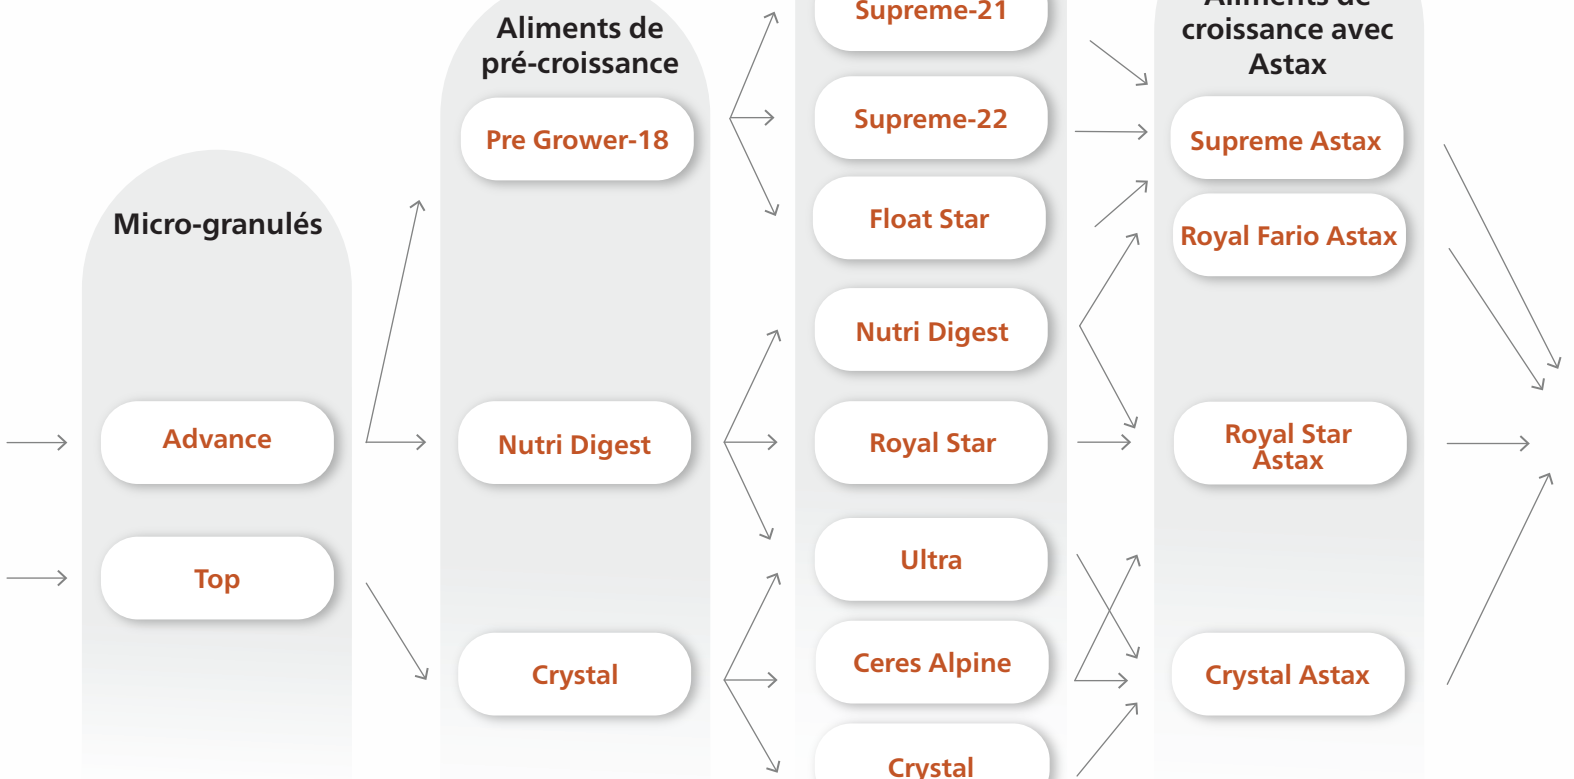 Micro-granulés
Advance
Top
Aliments de
pré-croissance
Pre Grower-18
Nutri Digest
Crystal
Supreme-21
Supreme-22
Float Star
Nutri Digest
Royal Star
Ultra
Ceres Alpine
Crystal
Aliments de
croissance avec
Astax
Supreme Astax
Royal Fario Astax
Royal Star
Astax
Crystal Astax